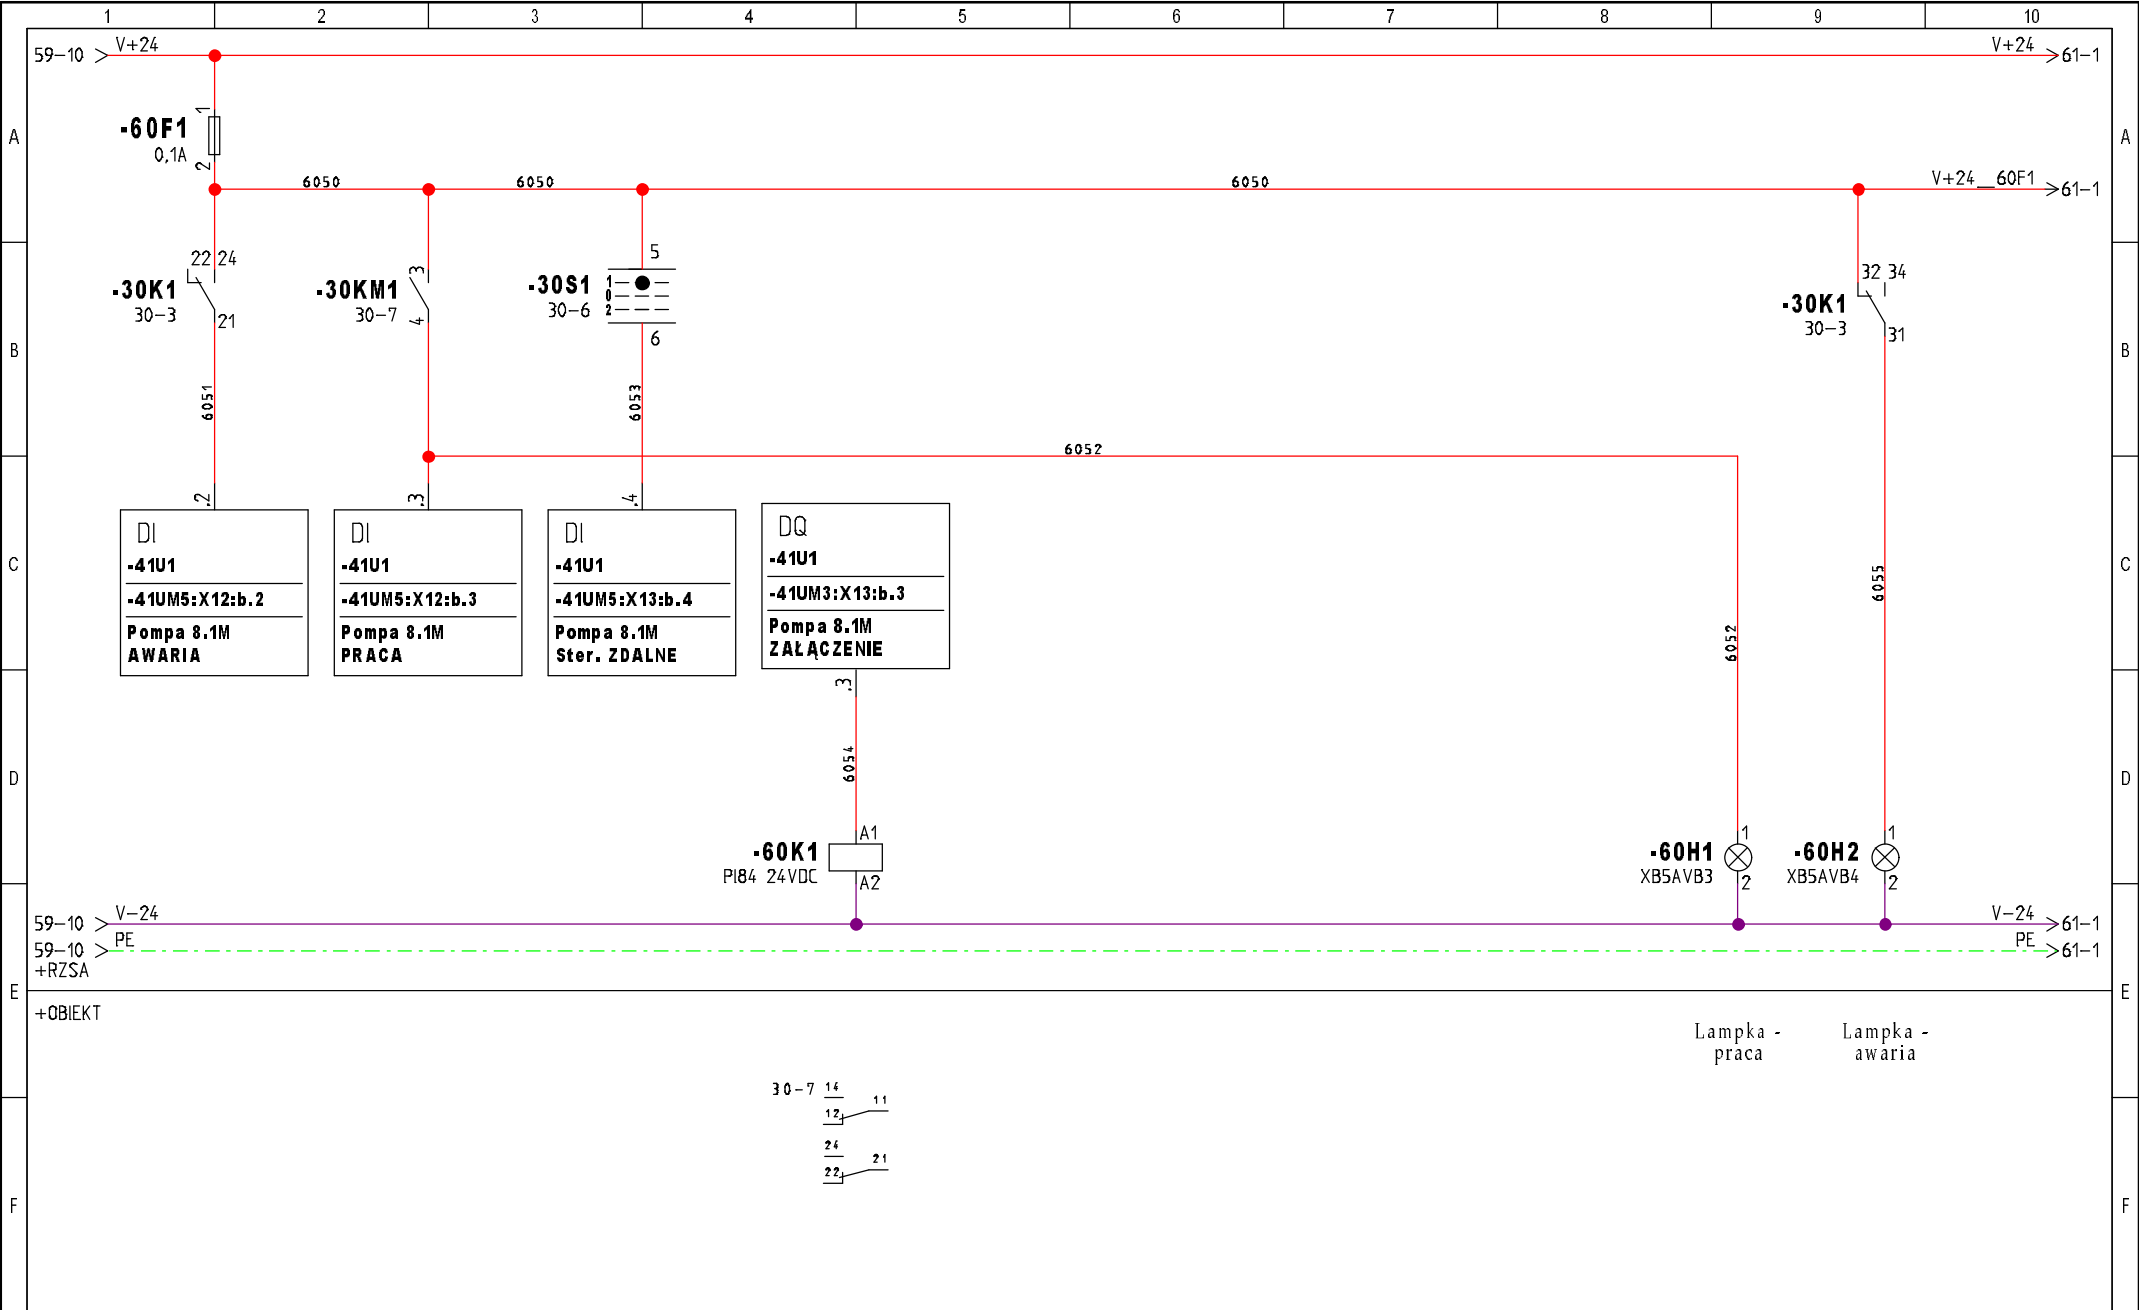 1 2 3 4 5 6 7 8 9 10
59-10 V+24 V+24 61-1
A A
-60F1
0,1A
1
2
6050 6050 6050 V+24__60F1 61-1
22 24
-30K1
30-3
21
3
-30KM1
30-7
4
5
-30S1
30-6
1
0
2
6
32 34
-30K1
30-3
31
B B
6051
6053
6052
.2
.3
.4
DI
-41U1
-41UM5:X12:b.2
Pompa 8.1M
AWARIA
DI
-41U1
-41UM5:X12:b.3
Pompa 8.1M
PRACA
DI
-41U1
-41UM5:X13:b.4
Pompa 8.1M
Ster. ZDALNE
DQ
-41U1
-41UM3:X13:b.3
Pompa 8.1M
ZAŁĄCZENIE
.3
C C
6055
6052
6054
D D
A1
-60K1
PI84 24VDC
A2
1
-60H1
XB5AVB3
2
1
-60H2
XB5AVB4
2
59-10 V-24 V-24 61-1
59-10 PE PE 61-1
+RZSA
E E
+OBIEKT
Lampka -
praca
Lampka -
awaria
30-7 14
11
12
24
21
22
F F